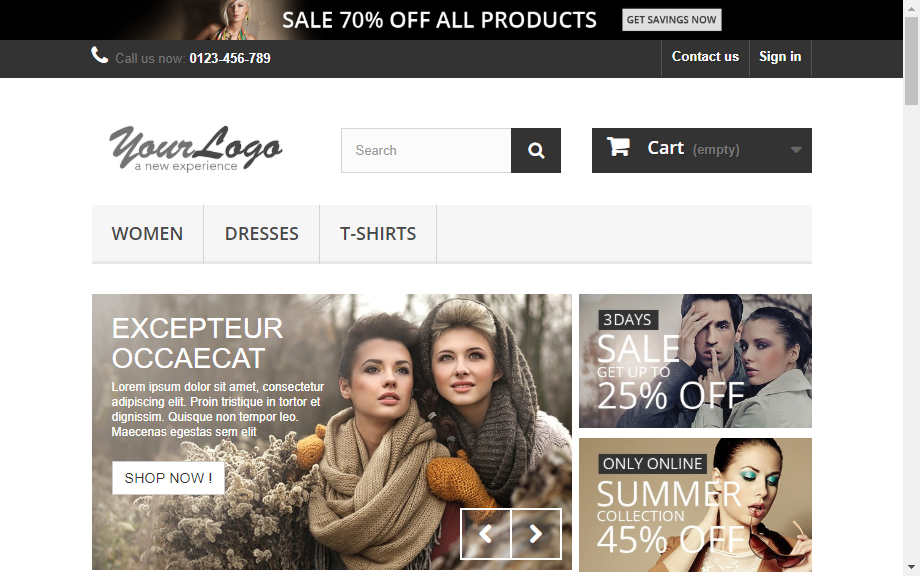 SALE 70% OFF ALL PRODUCTS GET SAVINGS NOW
Call us now: 0123-456-789 Contact us Sign in
YourLogo
a new experience
Search
Cart (empty)
WOMEN DRESSES T-SHIRTS
EXCEPTEUR
OCCAECAT
Lorem ipsum dolor sit amet, consectetur
adipiscing elit. Proin tristique in tortor et
dignissim. Quisque non tempor leo.
Maecenas egestas sem elit
SHOP NOW !
3 DAYS
SALE
GET UP TO
25% OFF
ONLY ONLINE
SUMMER
COLLECTION
45% OFF